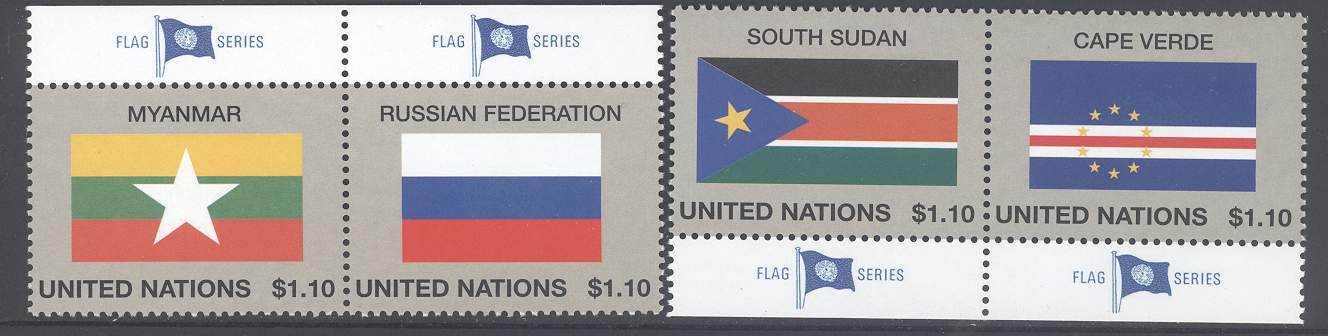 FLAG SERIES
FLAG SERIES
MYANMAR
RUSSIAN FEDERATION
UNITED NATIONS $1.10
UNITED NATIONS $1.10
SOUTH SUDAN
CAPE VERDE
UNITED NATIONS $1.10
UNITED NATIONS $1.10
FLAG SERIES
FLAG SERIES